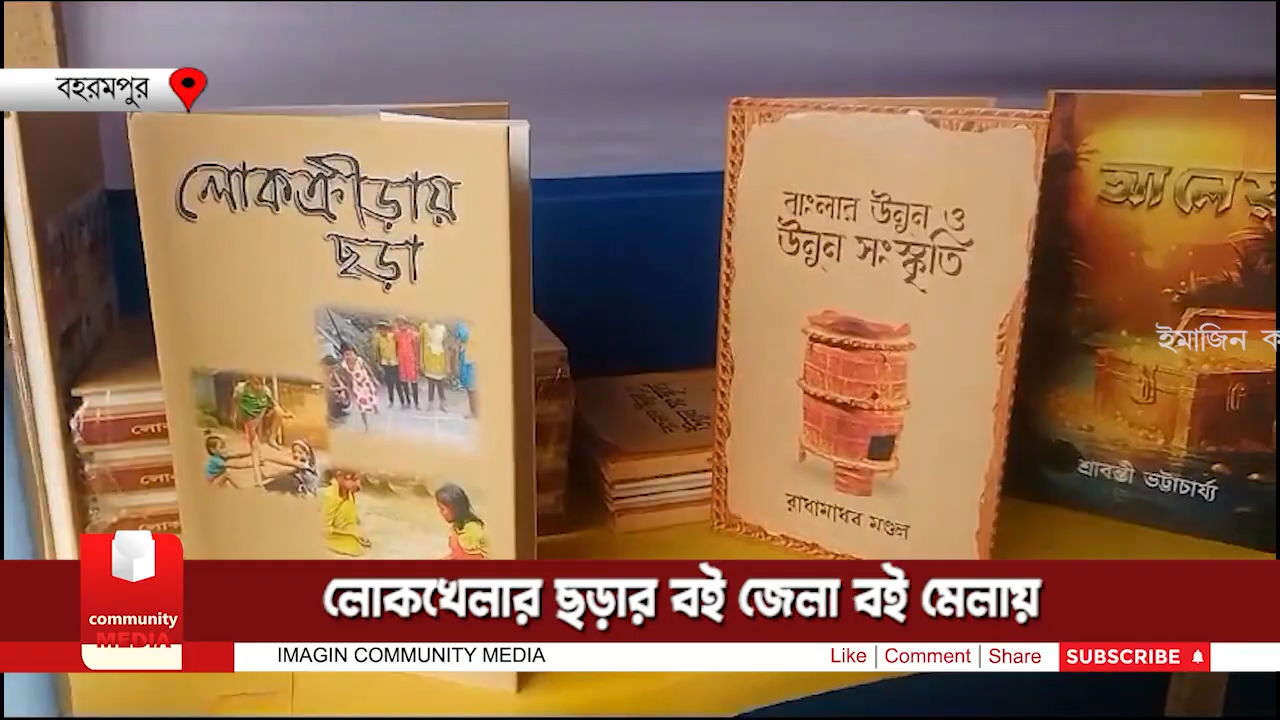 বহরমপুর
লোকক্রীড়ায়
ছড়া
বাংলার উনুন ও
উনুন সংস্কৃতি
রাধামাধব মণ্ডল
শ্রাবন্তী ভট্টাচার্য্য
ইমাজিন
লোকখেলার ছড়ার বই জেলা বই মেলায়
community
MEDIA
IMAGIN COMMUNITY MEDIA
Like | Comment | Share
SUBSCRIBE